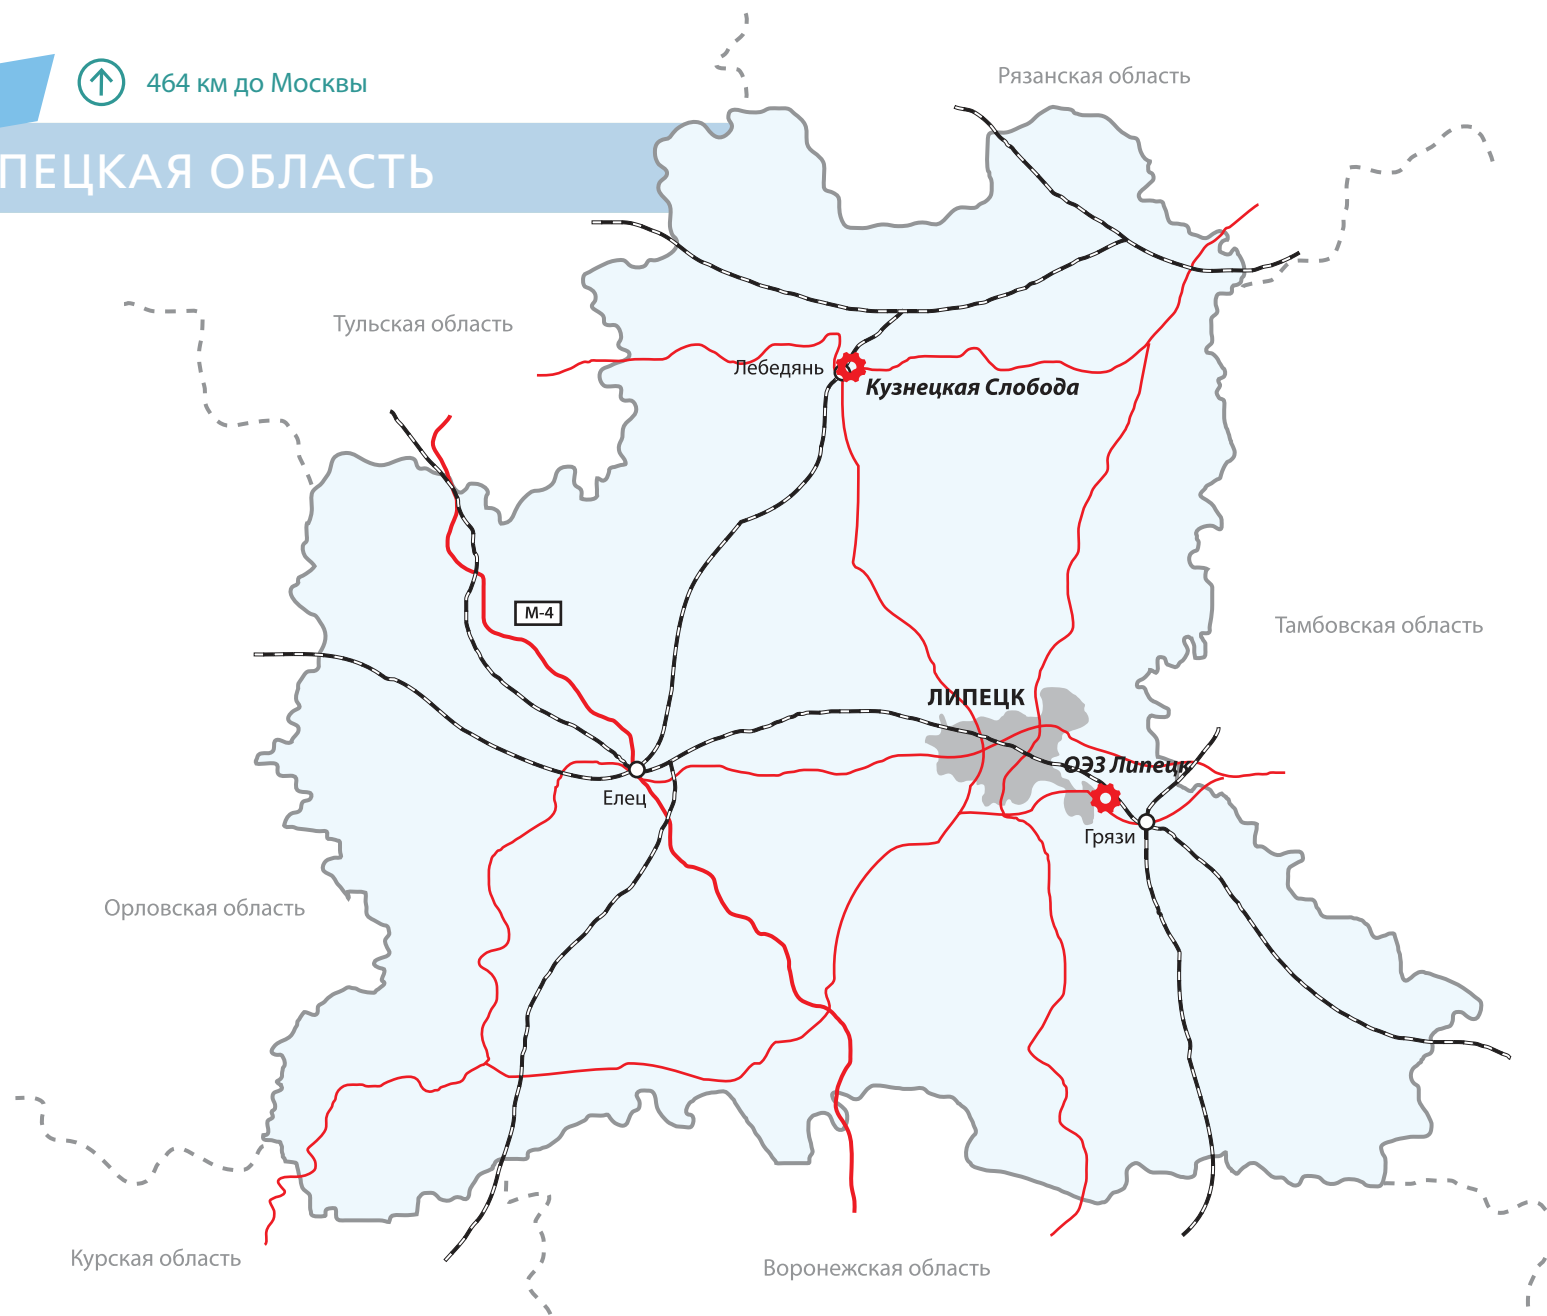 464 км до Москвы
Рязанская область
ПЕЦКАЯ ОБЛАСТЬ
Тульская область
Лебедянь
Кузнецкая Слобода
М-4
Тамбовская область
ЛИПЕЦК
ОЭЗ Липецк
Елец
Грязи
Орловская область
Курская область
Воронежская область